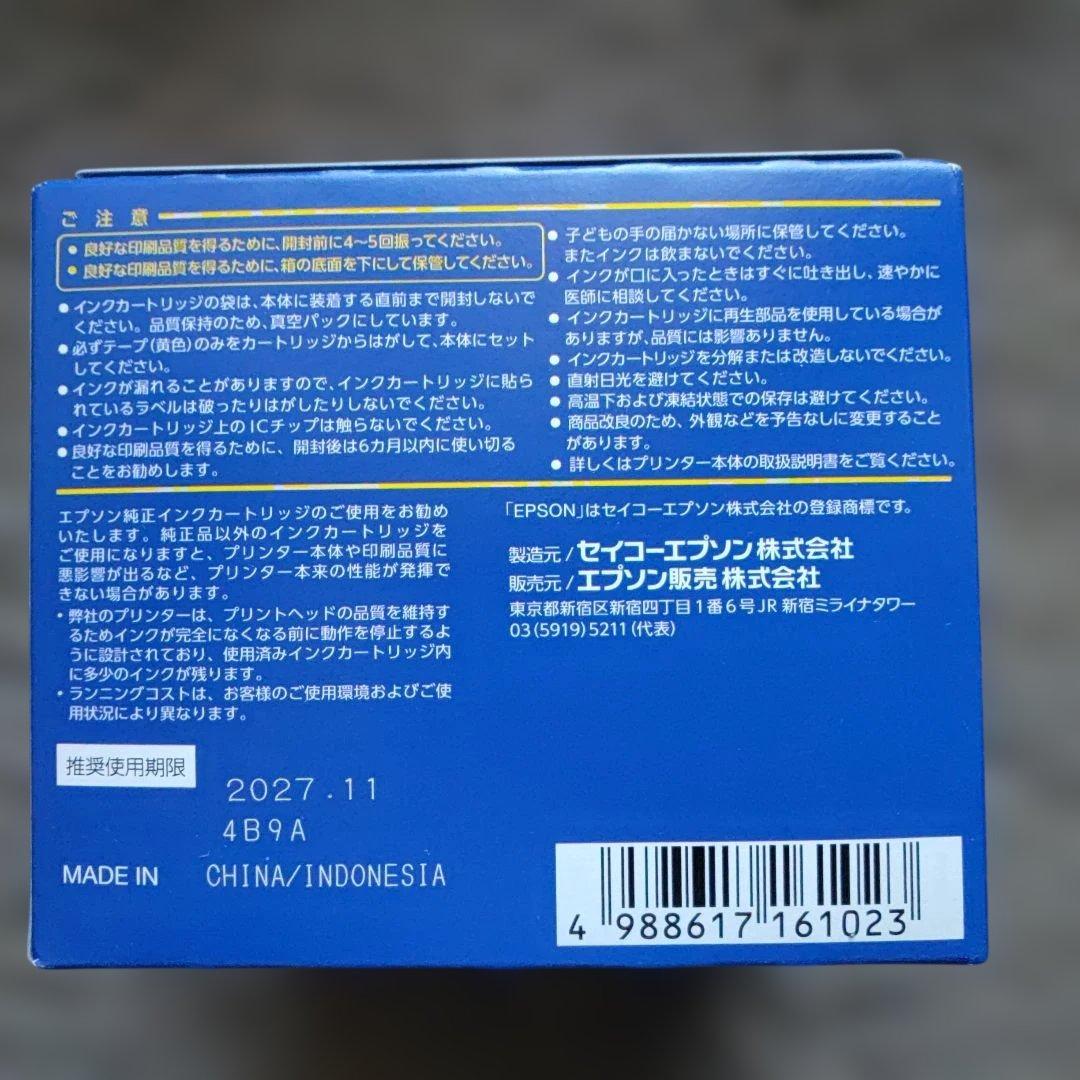 ご注意
● 良好な印刷品質を得るために、開封前に4〜5回振ってください。
● 良好な印刷品質を得るために、箱の底面を下にして保管してください。
● インクカートリッジの袋は、本体に装着する直前まで開封しないで
ください。品質保持のため、真空パックにしています。
● 必ずテープ(黄色)のみをカートリッジからはがして、本体にセット
してください。
● インクが漏れることがありますので、インクカートリッジに貼ら
れているラベルは破ったりはがしたりしないでください。
● インクカートリッジ上のICチップは触らないでください。
● 良好な印刷品質を得るために、開封後は6カ月以内に使い切る
ことをお勧めします。
● 子どもの手の届かない場所に保管してください。
またインクは飲まないでください。
● インクが口に入ったときはすぐに吐き出し、速やかに
医師に相談してください。
● インクカートリッジに再生部品を使用している場合が
ありますが、品質には影響ありません。
● インクカートリッジを分解または改造しないでください。
● 直射日光を避けてください。
● 高温下および凍結状態での保存は避けてください。
● 商品改良のため、外観などを予告なしに変更すること
があります。
● 詳しくはプリンター本体の取扱説明書をご覧ください。
エプソン純正インクカートリッジのご使用をお勧め
いたします。純正品以外のインクカートリッジを
ご使用になりますと、プリンター本体や印刷品質に
悪影響が出るなど、プリンター本来の性能が発揮で
きない場合があります。
・弊社のプリンターは、プリントヘッドの品質を維持す
るためインクが完全になくなる前に動作を停止するよ
うに設計されており、使用済みインクカートリッジ内
に多少のインクが残ります。
・ランニングコストは、お客様のご使用環境およびご使
用状況により異なります。
「EPSON」はセイコーエプソン株式会社の登録商標です。
製造元/セイコーエプソン株式会社
販売元/エプソン販売株式会社
東京都新宿区新宿四丁目1番6号 JR新宿ミライナタワー
03(5919)5211(代表)
推奨使用期限
2027.11
4B9A
MADE IN CHINA/INDONESIA
4 988617 161023